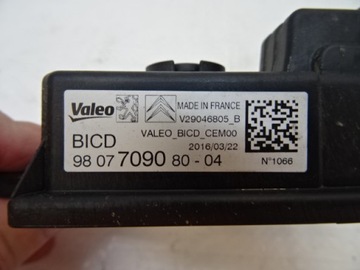 Valeo
MADE IN FRANCE
V29046805_B
VALEO_BICD_CEM00
BICD
2016/03/22
98 07 7090 80 - 04
N°1066